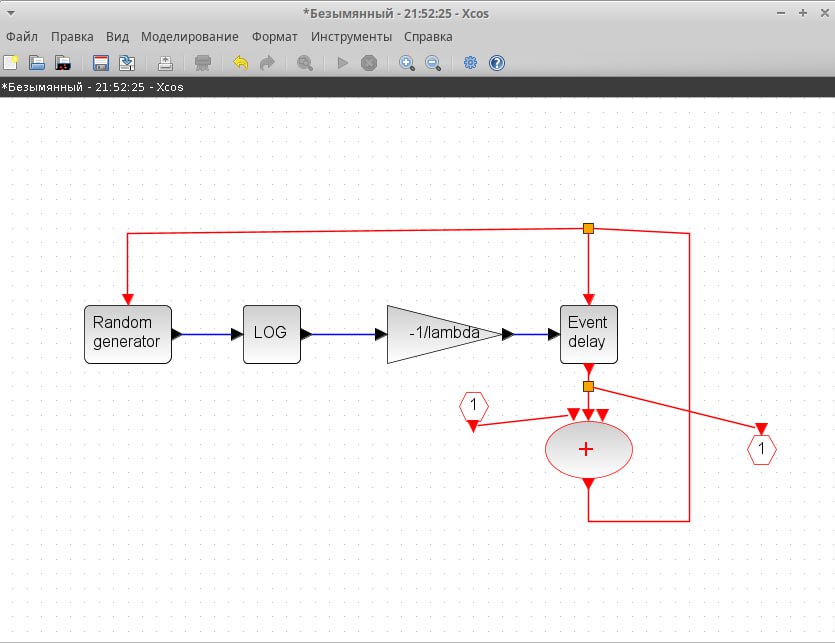 *Безымянный - 21:52:25 - Xcos
Файл Правка Вид Моделирование Формат Инструменты Справка
*Безымянный - 21:52:25 - Xcos
Random
generator
LOG
-1/lambda
Event
delay
1
+
1